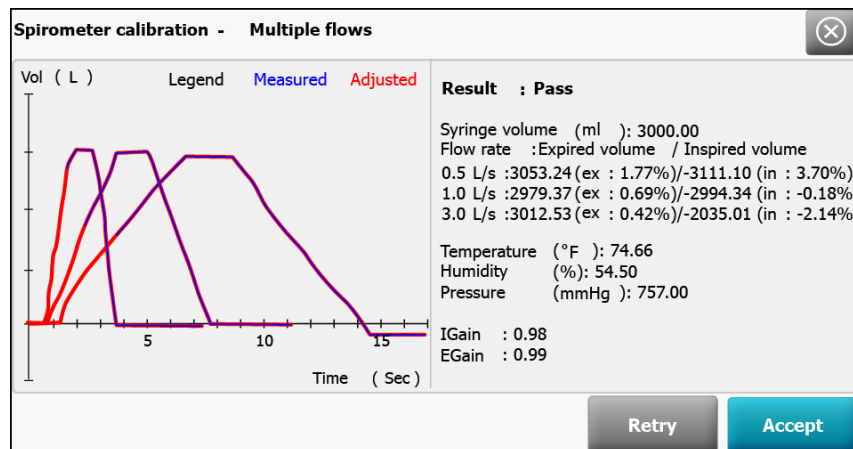 Spirometer calibration - Multiple flows
Vol ( L )
Legend Measured Adjusted
5 10 15
Time ( Sec )
Result : Pass
Syringe volume (ml ): 3000.00
Flow rate :Expired volume / Inspired volume
0.5 L/s :3053.24 (ex : 1.77%)/-3111.10 (in : 3.70%)
1.0 L/s :2979.37 (ex : 0.69%)/-2994.34 (in : -0.18%
3.0 L/s :3012.53 (ex : 0.42%)/-2035.01 (in : -2.14%
Temperature (°F ): 74.66
Humidity (%): 54.50
Pressure (mmHg ): 757.00
IGain : 0.98
EGain : 0.99
Retry Accept